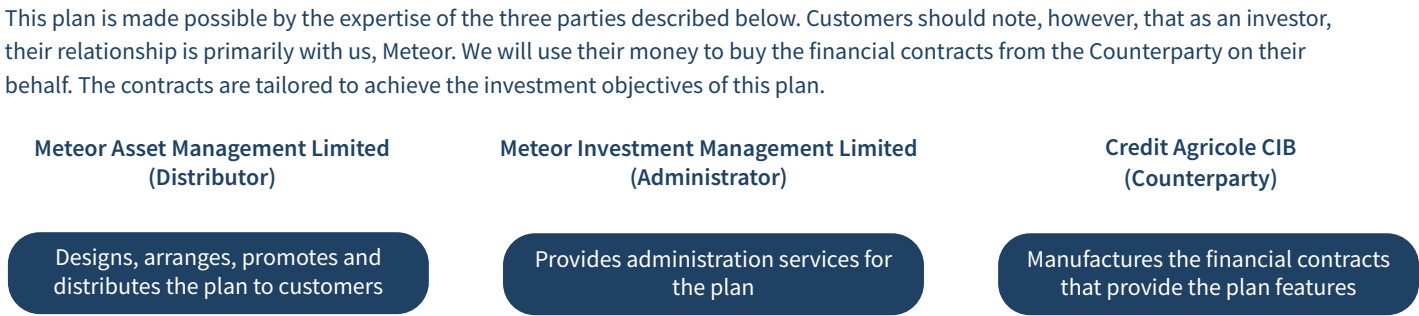 This plan is made possible by the expertise of the three parties described below. Customers should note, however, that as an investor,
their relationship is primarily with us, Meteor. We will use their money to buy the financial contracts from the Counterparty on their
behalf. The contracts are tailored to achieve the investment objectives of this plan.
Meteor Asset Management Limited
(Distributor)
Designs, arranges, promotes and
distributes the plan to customers
Meteor Investment Management Limited
(Administrator)
Provides administration services for
the plan
Credit Agricole CIB
(Counterparty)
Manufactures the financial contracts
that provide the plan features